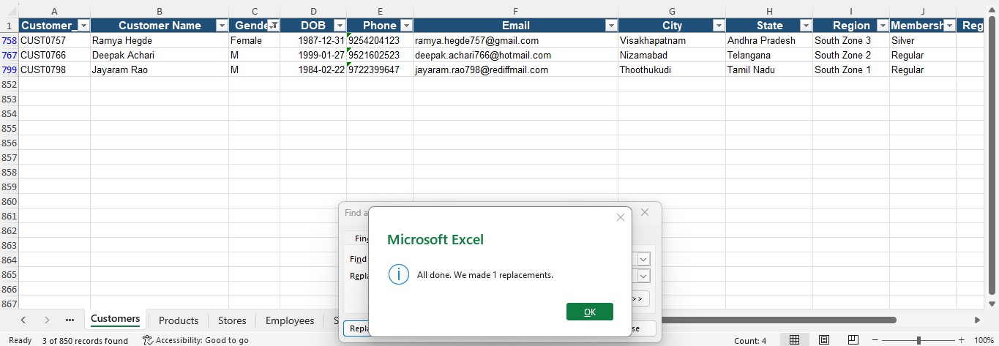 A B C D E F G H I J
1 Customer_ Customer Name Gende DOB Phone Email City State Region Membersh Reg
758 CUST0757 Ramya Hegde Female 1987-12-31 9254204123 ramya.hegde757@gmail.com Visakhapatnam Andhra Pradesh South Zone 3 Silver
767 CUST0766 Deepak Achari M 1999-01-27 9521602523 deepak.achari766@hotmail.com Nizamabad Telangana South Zone 2 Regular
799 CUST0798 Jayaram Rao M 1984-02-22 9722399647 jayaram.rao798@rediffmail.com Thoothukudi Tamil Nadu South Zone 1 Regular
852
853
854
855
856
857
858
859
860
861
862
863
864
865
866
867
Find a
Fin
Find
Repla
>>
Repla
se
Microsoft Excel
All done. We made 1 replacements.
OK
... Customers Products Stores Employees S
Ready 3 of 850 records found Accessibility: Good to go Count: 4 100%